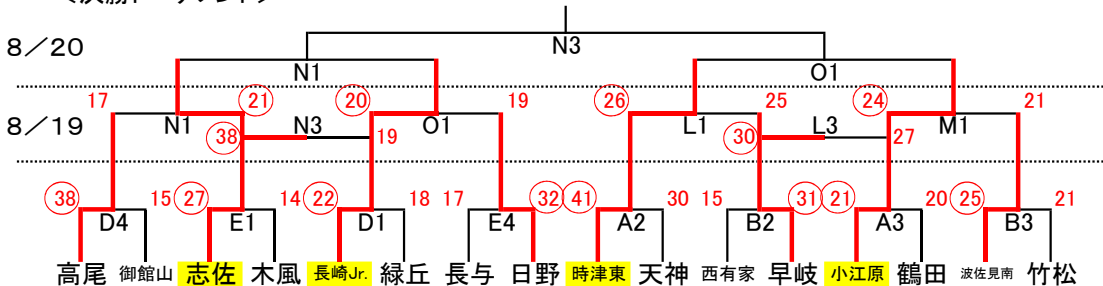 8／20
N3
N1 O1
17 21 20 19 26 25 24 21
8／19
N1 38 N3 19 O1 L1 30 L3 27 M1
38 15 27 14 22 18 17 32 41 30 15 31 21 20 25 21
D4 E1 D1 E4 A2 B2 A3 B3
高尾 御館山 志佐 木風 長崎Jr. 緑丘 長与 日野 時津東 天神 西有家 早岐 小江原 鶴田 波佐見南 竹松